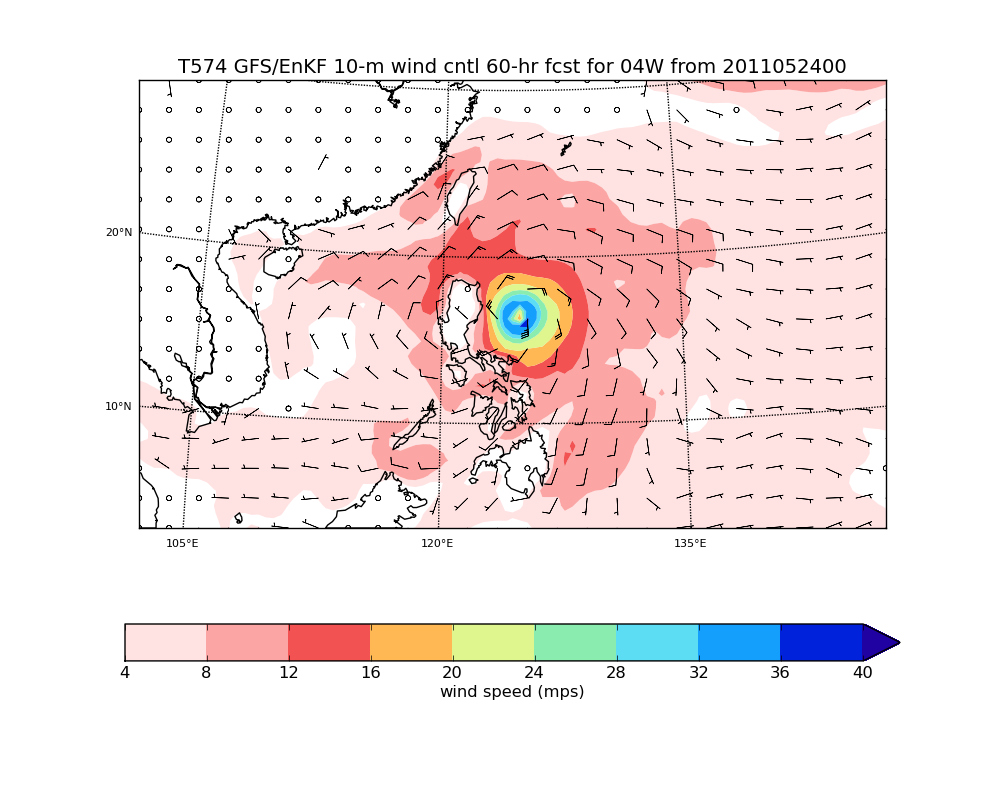 T574 GFS/EnKF 10-m wind cntl 60-hr fcst for 04W from 2011052400
20°N
10°N
105°E 120°E 135°E
4 8 12 16 20 24 28 32 36 40
wind speed (mps)